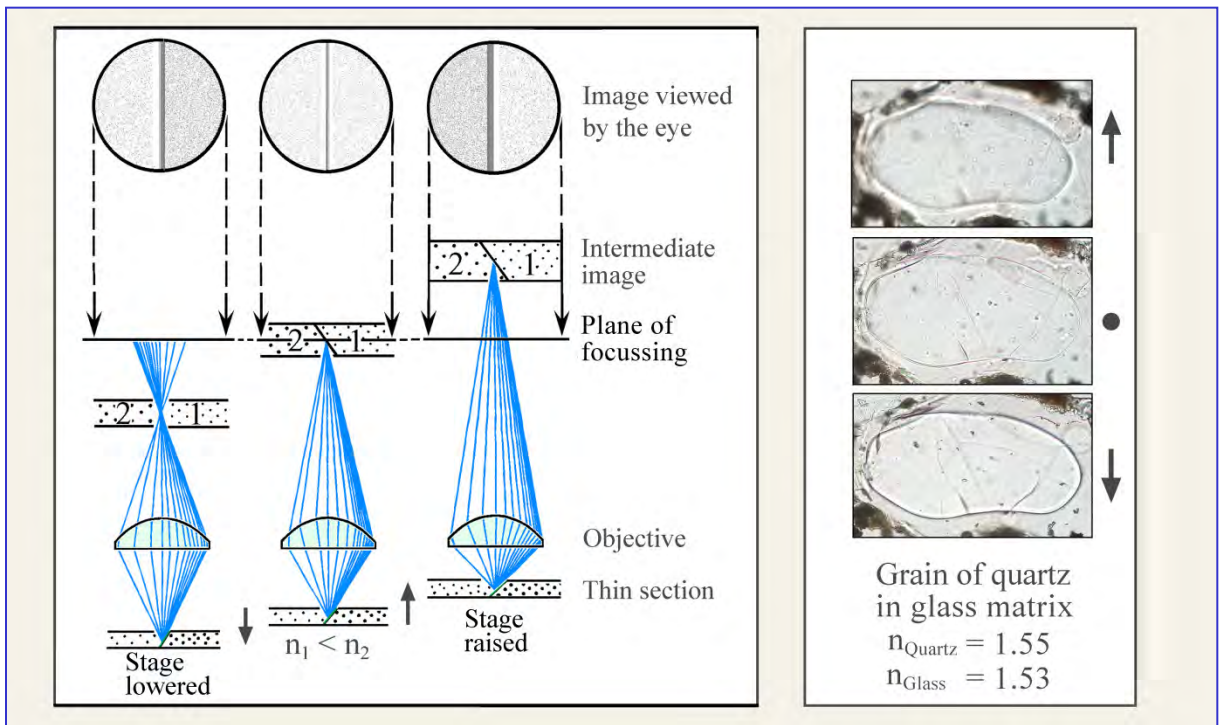 Image viewed
by the eye
2 1
Intermediate
image
2 1
Plane of
focussing
2 1
Objective
Thin section
Stage
raised
n₁ < n₂
Stage
lowered
Grain of quartz
in glass matrix
nQuartz = 1.55
nGlass = 1.53